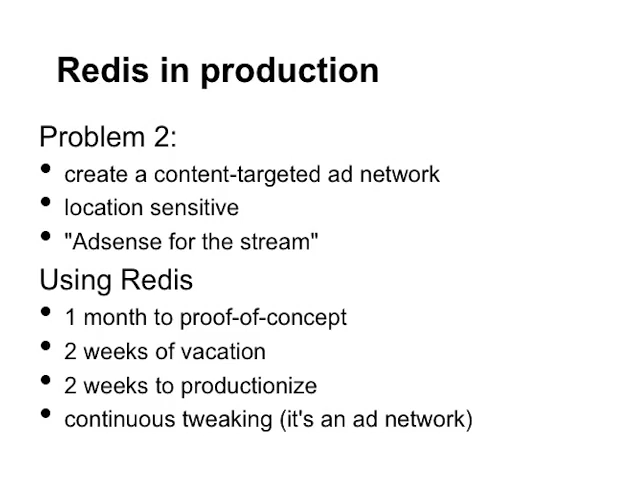 Redis in production
Problem 2:
• create a content-targeted ad network
• location sensitive
• "Adsense for the stream"
Using Redis
• 1 month to proof-of-concept
• 2 weeks of vacation
• 2 weeks to productionize
• continuous tweaking (it's an ad network)